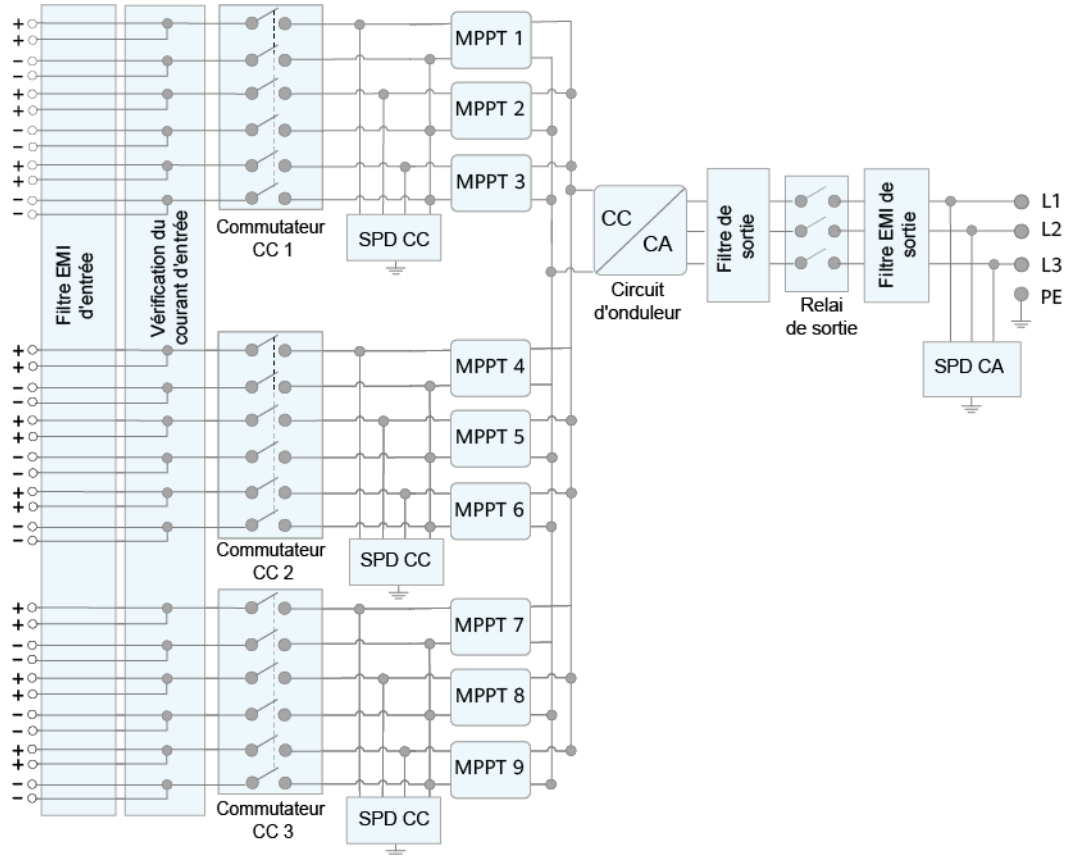 +
+
-
-
+
+
-
-
+
+
-
-
Filtre EMI
d'entrée
Vérification du
courant d'entrée
Commutateur
CC 1
SPD CC
MPPT 1
MPPT 2
MPPT 3
+
+
-
-
+
+
-
-
+
+
-
-
Commutateur
CC 2
SPD CC
MPPT 4
MPPT 5
MPPT 6
+
+
-
-
+
+
-
-
+
+
-
-
Commutateur
CC 3
SPD CC
MPPT 7
MPPT 8
MPPT 9
CC
CA
Circuit
d'onduleur
Filtre de
sortie
Relai
de sortie
Filtre EMI de
sortie
L1
L2
L3
PE
SPD CA